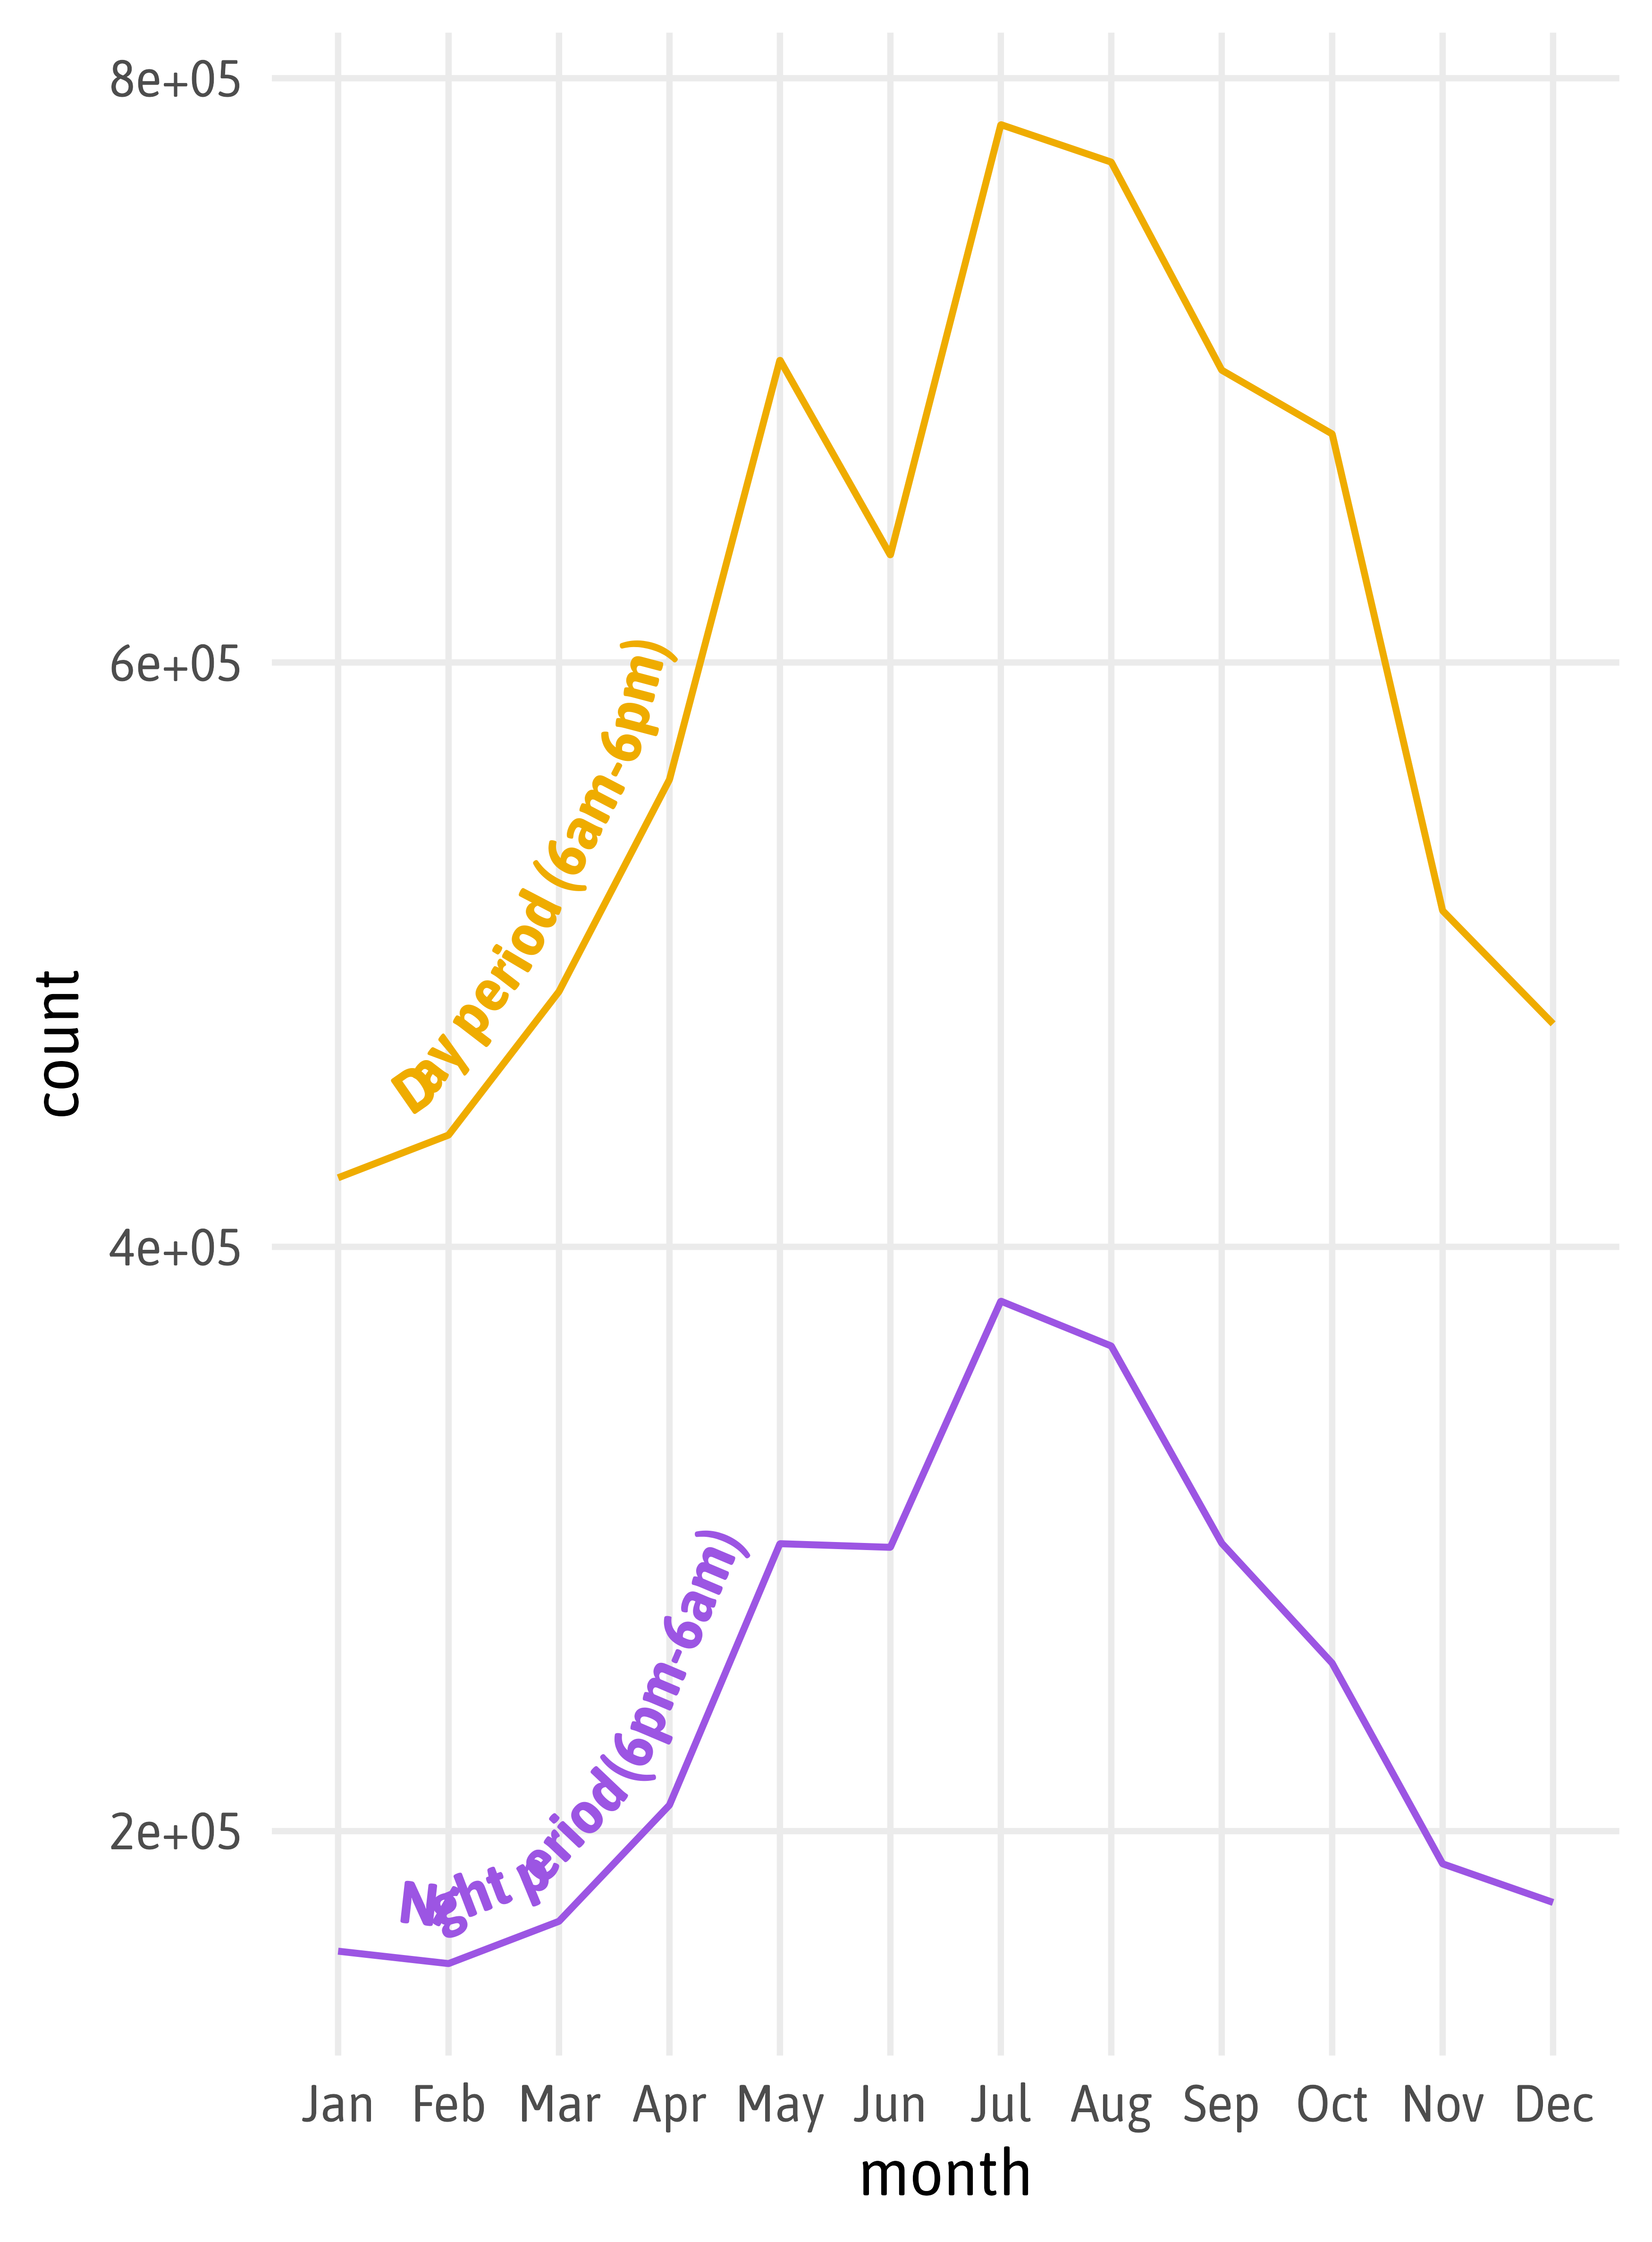 8e+05
6e+05
4e+05
2e+05
count
Day period (6am-6pm)
Night period (6pm-6am)
Jan Feb Mar Apr May Jun Jul Aug Sep Oct Nov Dec
month